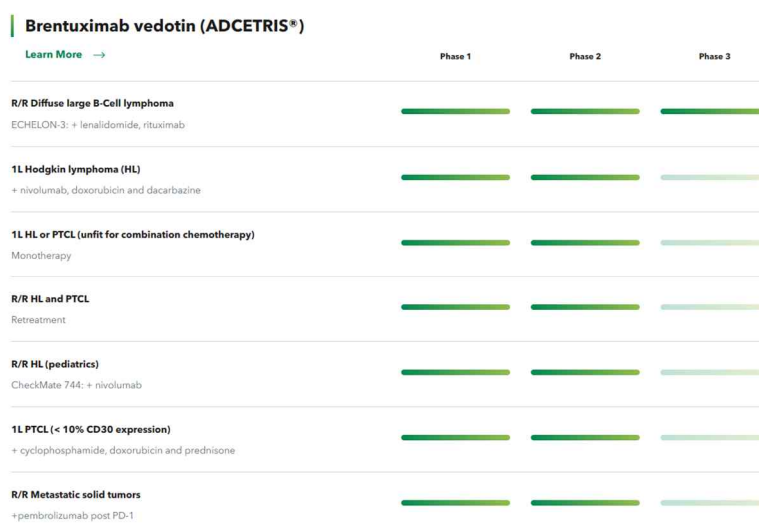 Brentuximab vedotin (ADCETRIS®)
Learn More →
Phase 1 Phase 2 Phase 3
R/R Diffuse large B-Cell lymphoma
ECHELON-3: + lenalidomide, rituximab
1L Hodgkin lymphoma (HL)
+ nivolumab, doxorubicin and dacarbazine
1L HL or PTCL (unfit for combination chemotherapy)
Monotherapy
R/R HL and PTCL
Retreatment
R/R HL (pediatrics)
CheckMate 744: + nivolumab
1L PTCL (< 10% CD30 expression)
+ cyclophosphamide, doxorubicin and prednisone
R/R Metastatic solid tumors
+pembrolizumab post PD-1